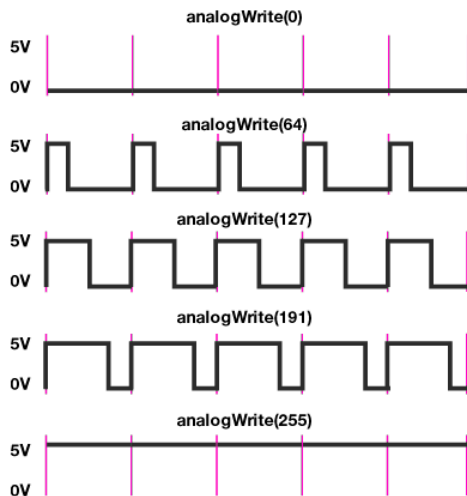 analogWrite(0)
5V
0V
analogWrite(64)
5V
0V
analogWrite(127)
5V
0V
analogWrite(191)
5V
0V
analogWrite(255)
5V
0V